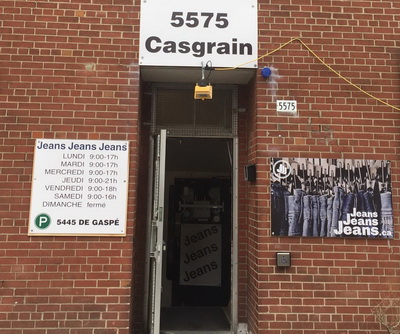 5575
Casgrain
5575
Jeans Jeans Jeans
LUNDI 9:00-17h
MARDI 9:00-17h
MERCREDI 9:00-17h
JEUDI 9:00-21h
VENDREDI 9:00-18h
SAMEDI 9:00-16h
DIMANCHE fermé
P 5445 DE GASPÉ
Jeans
Jeans
Jeans
Jeans
Jeans
Jeans.ca